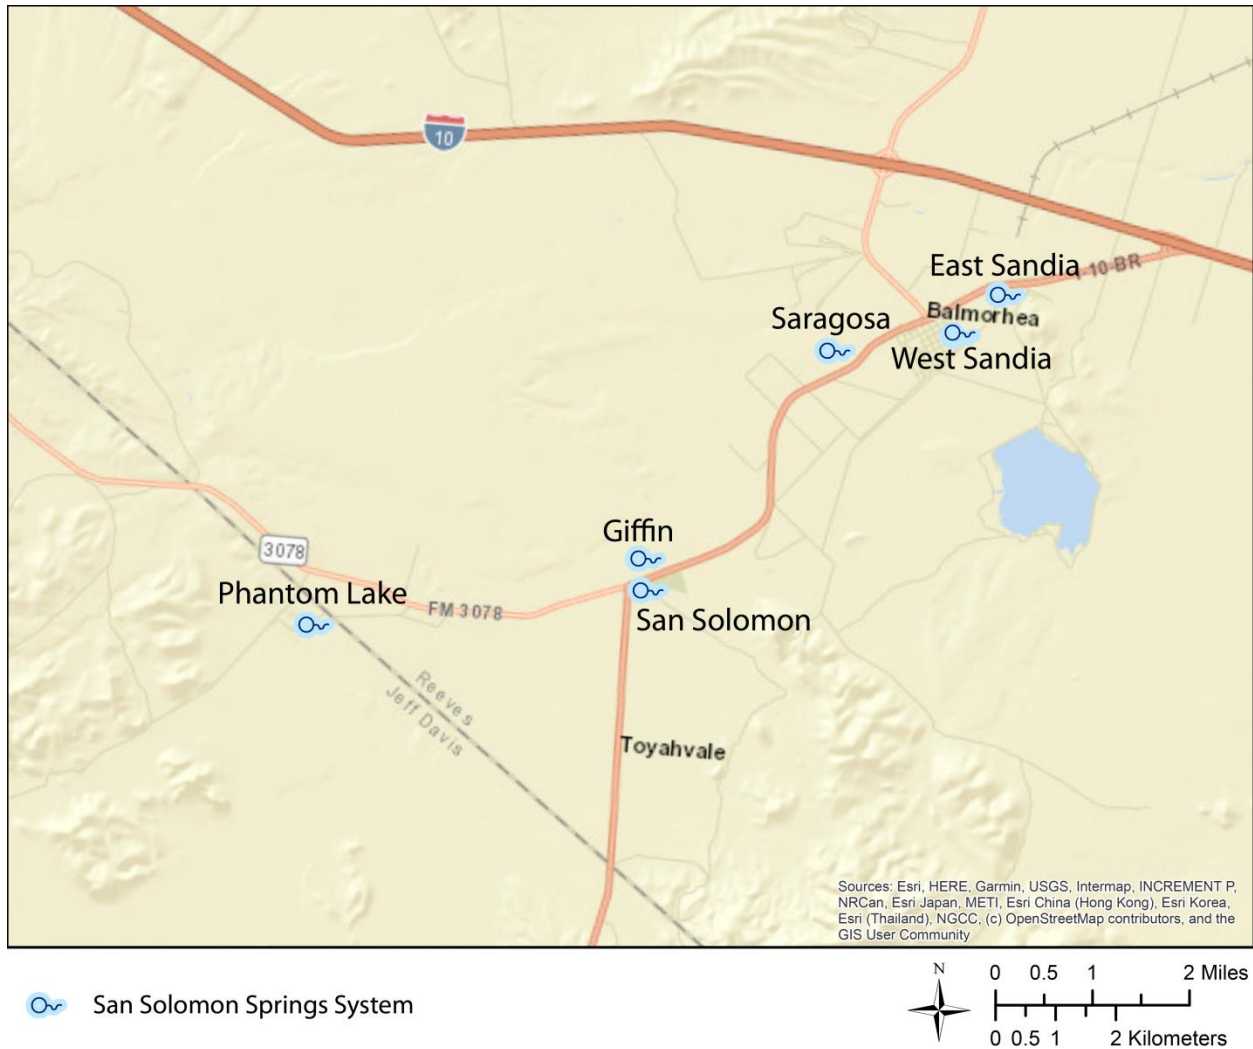 10
East Sandia
I 10 BR
Saragosa
Balmorhea
West Sandia
Giffin
3078
Phantom Lake
FM 3078
San Solomon
Reeves
Jeff Davis
Toyahvale
Sources: Esri, HERE, Garmin, USGS, Intermap, INCREMENT P,
NRCan, Esri Japan, METI, Esri China (Hong Kong), Esri Korea,
Esri (Thailand), NGCC, (c) OpenStreetMap contributors, and the
GIS User Community
San Solomon Springs System
N
0 0.5 1 2 Miles
0 0.5 1 2 Kilometers